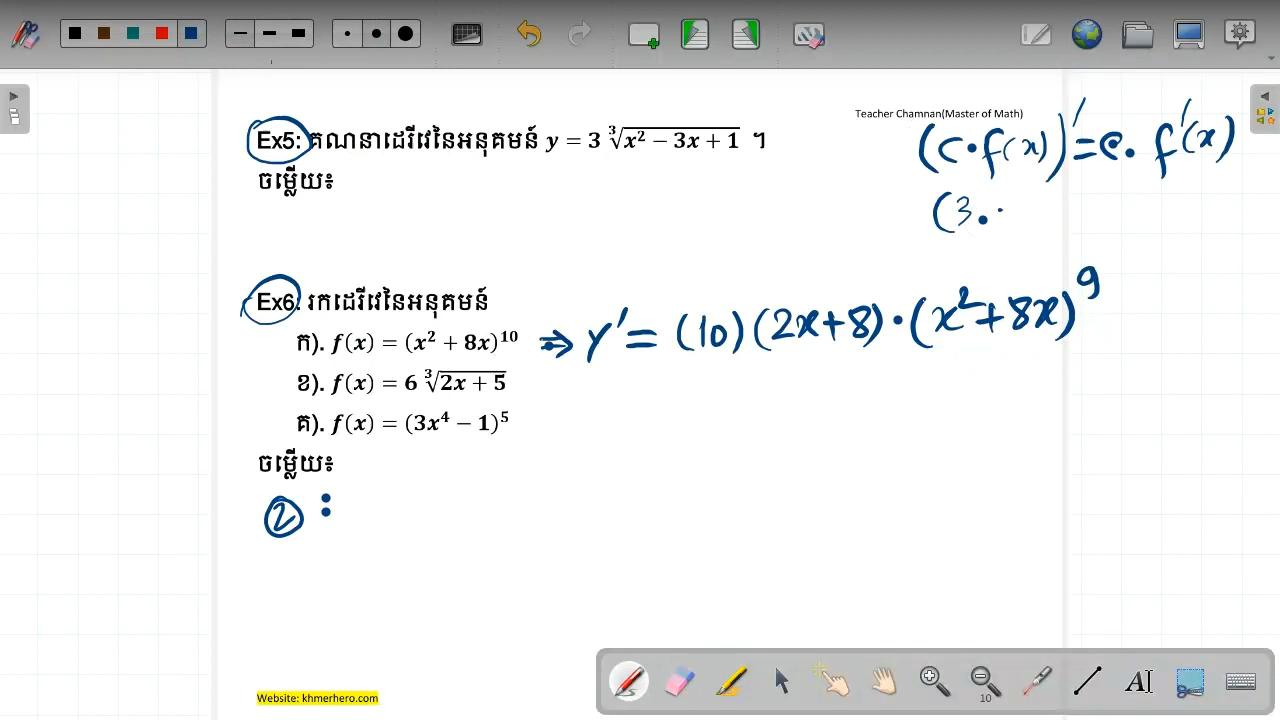 Teacher Chamnan(Master of Math)
Ex5: គណនាដេរីវេនៃអនុគមន៍ y = 3 ∛(x² − 3x + 1) ។
(c·f(x))' = c· f'(x)
ចម្លើយ៖
(3.·
Ex6: រកដេរីវេនៃអនុគមន៍
ក). f(x) = (x² + 8x)¹⁰ ⇒ y' = (10)(2x+8)·(x²+8x)⁹
ខ). f(x) = 6 ∛(2x + 5)
គ). f(x) = (3x⁴ − 1)⁵
ចម្លើយ៖
② :
Website: khmerhero.com
10